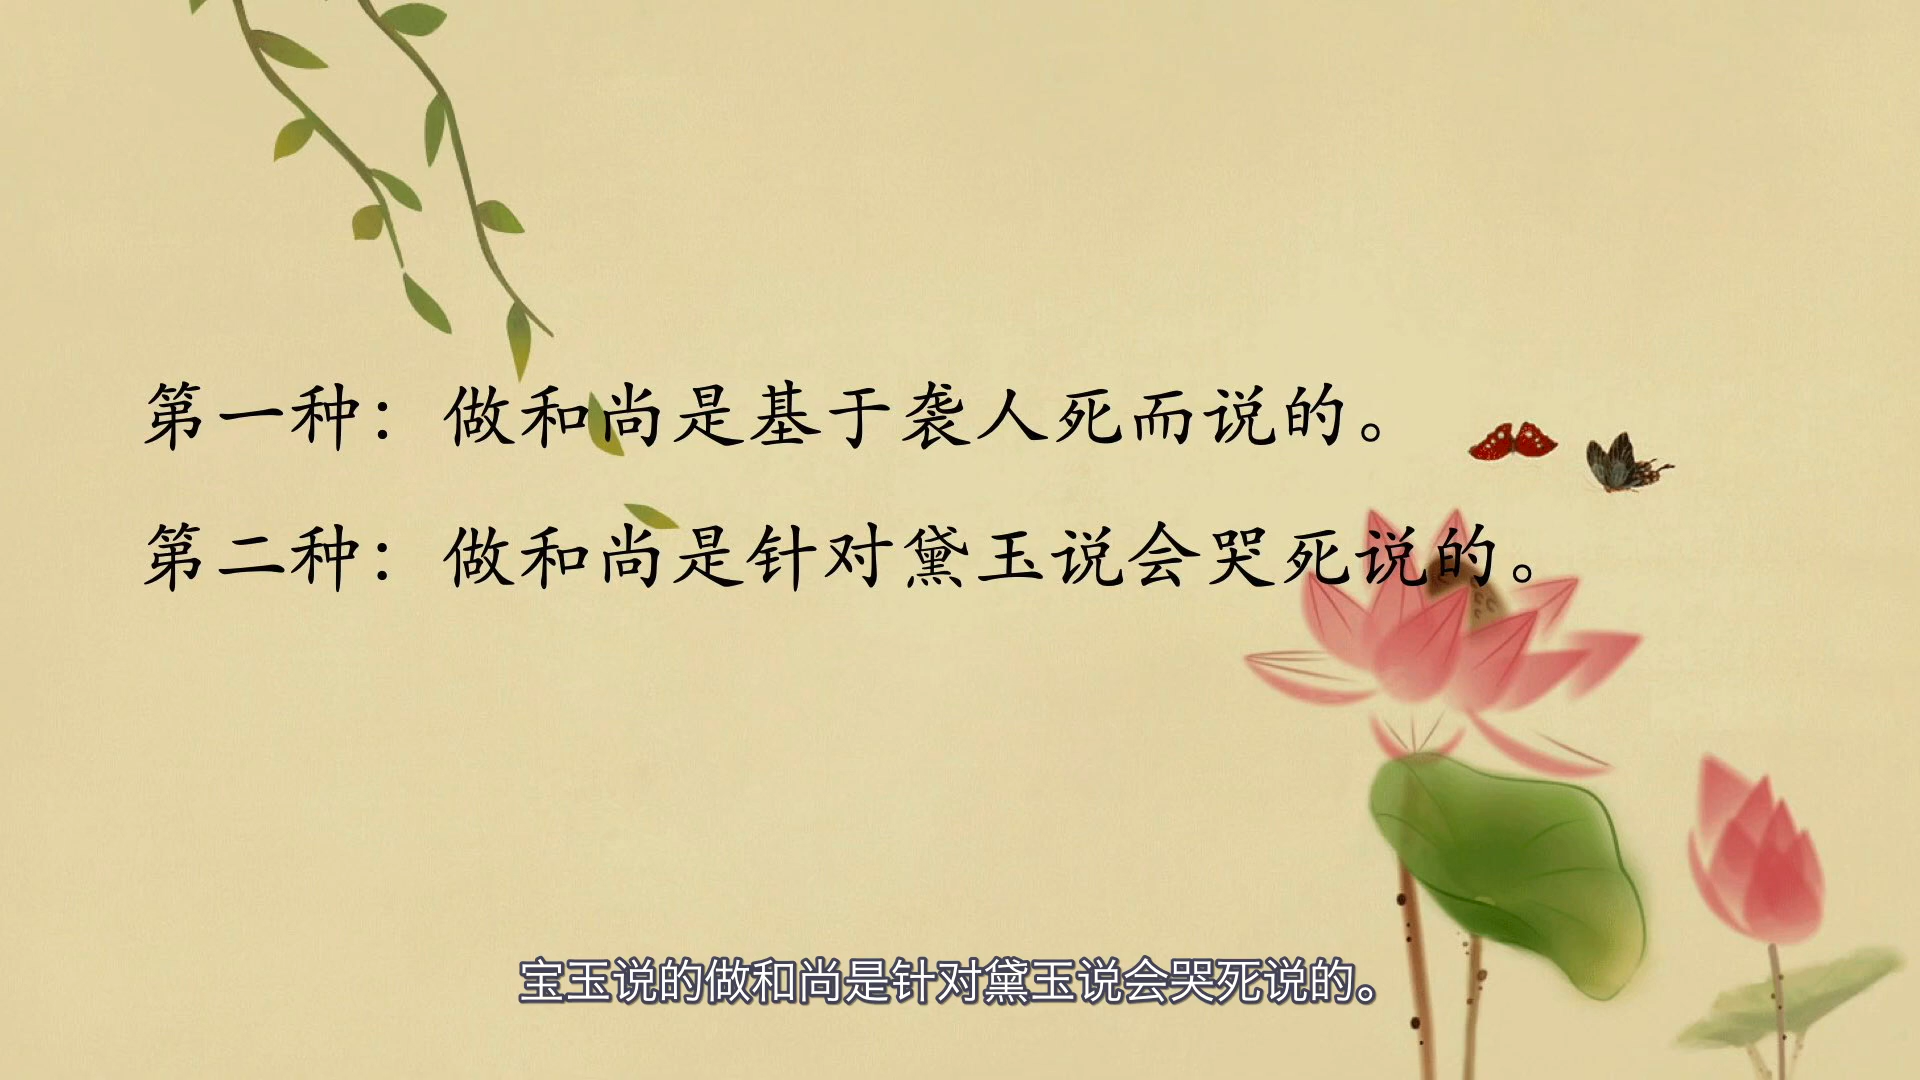 第一种：做和尚是基于袭人死而说的。
第二种：做和尚是针对黛玉说会哭死说的。
宝玉说的做和尚是针对黛玉说会哭死说的。